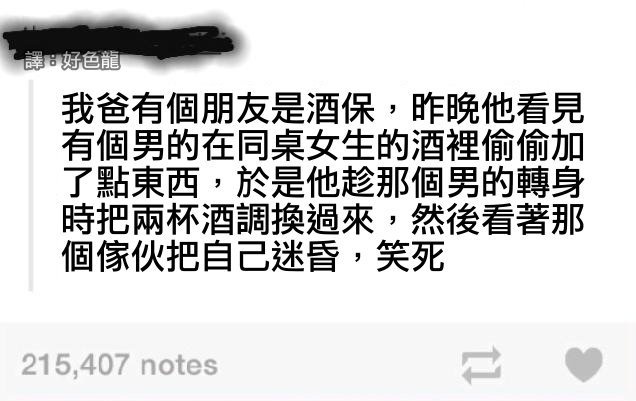 譯：好色龍
我爸有個朋友是酒保，昨晚他看見
有個男的在同桌女生的酒裡偷偷加
了點東西，於是他趁那個男的轉身
時把兩杯酒調換過來，然後看著那
個傢伙把自己迷昏，笑死
215,407 notes